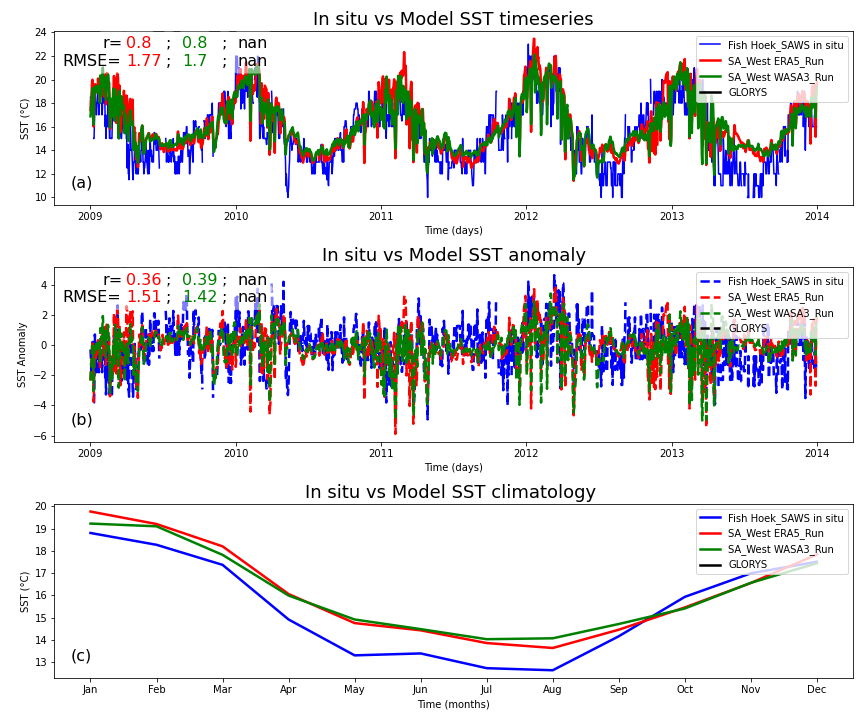 In situ vs Model SST timeseries
r= 0.8 ; 0.8 ; nan
RMSE= 1.77 ; 1.7 ; nan
Fish Hoek_SAWS in situ
SA_West ERA5_Run
SA_West WASA3_Run
GLORYS
24
22
20
18
16
14
12
10
SST (°C)
(a)
2009 2010 2011 2012 2013 2014
Time (days)
In situ vs Model SST anomaly
r= 0.36 ; 0.39 ; nan
RMSE= 1.51 ; 1.42 ; nan
Fish Hoek_SAWS in situ
SA_West ERA5_Run
SA_West WASA3_Run
GLORYS
4
2
0
−2
−4
−6
SST Anomaly
(b)
2009 2010 2011 2012 2013 2014
Time (days)
In situ vs Model SST climatology
Fish Hoek_SAWS in situ
SA_West ERA5_Run
SA_West WASA3_Run
GLORYS
20
19
18
17
16
15
14
13
SST (°C)
(c)
Jan Feb Mar Apr May Jun Jul Aug Sep Oct Nov Dec
Time (months)